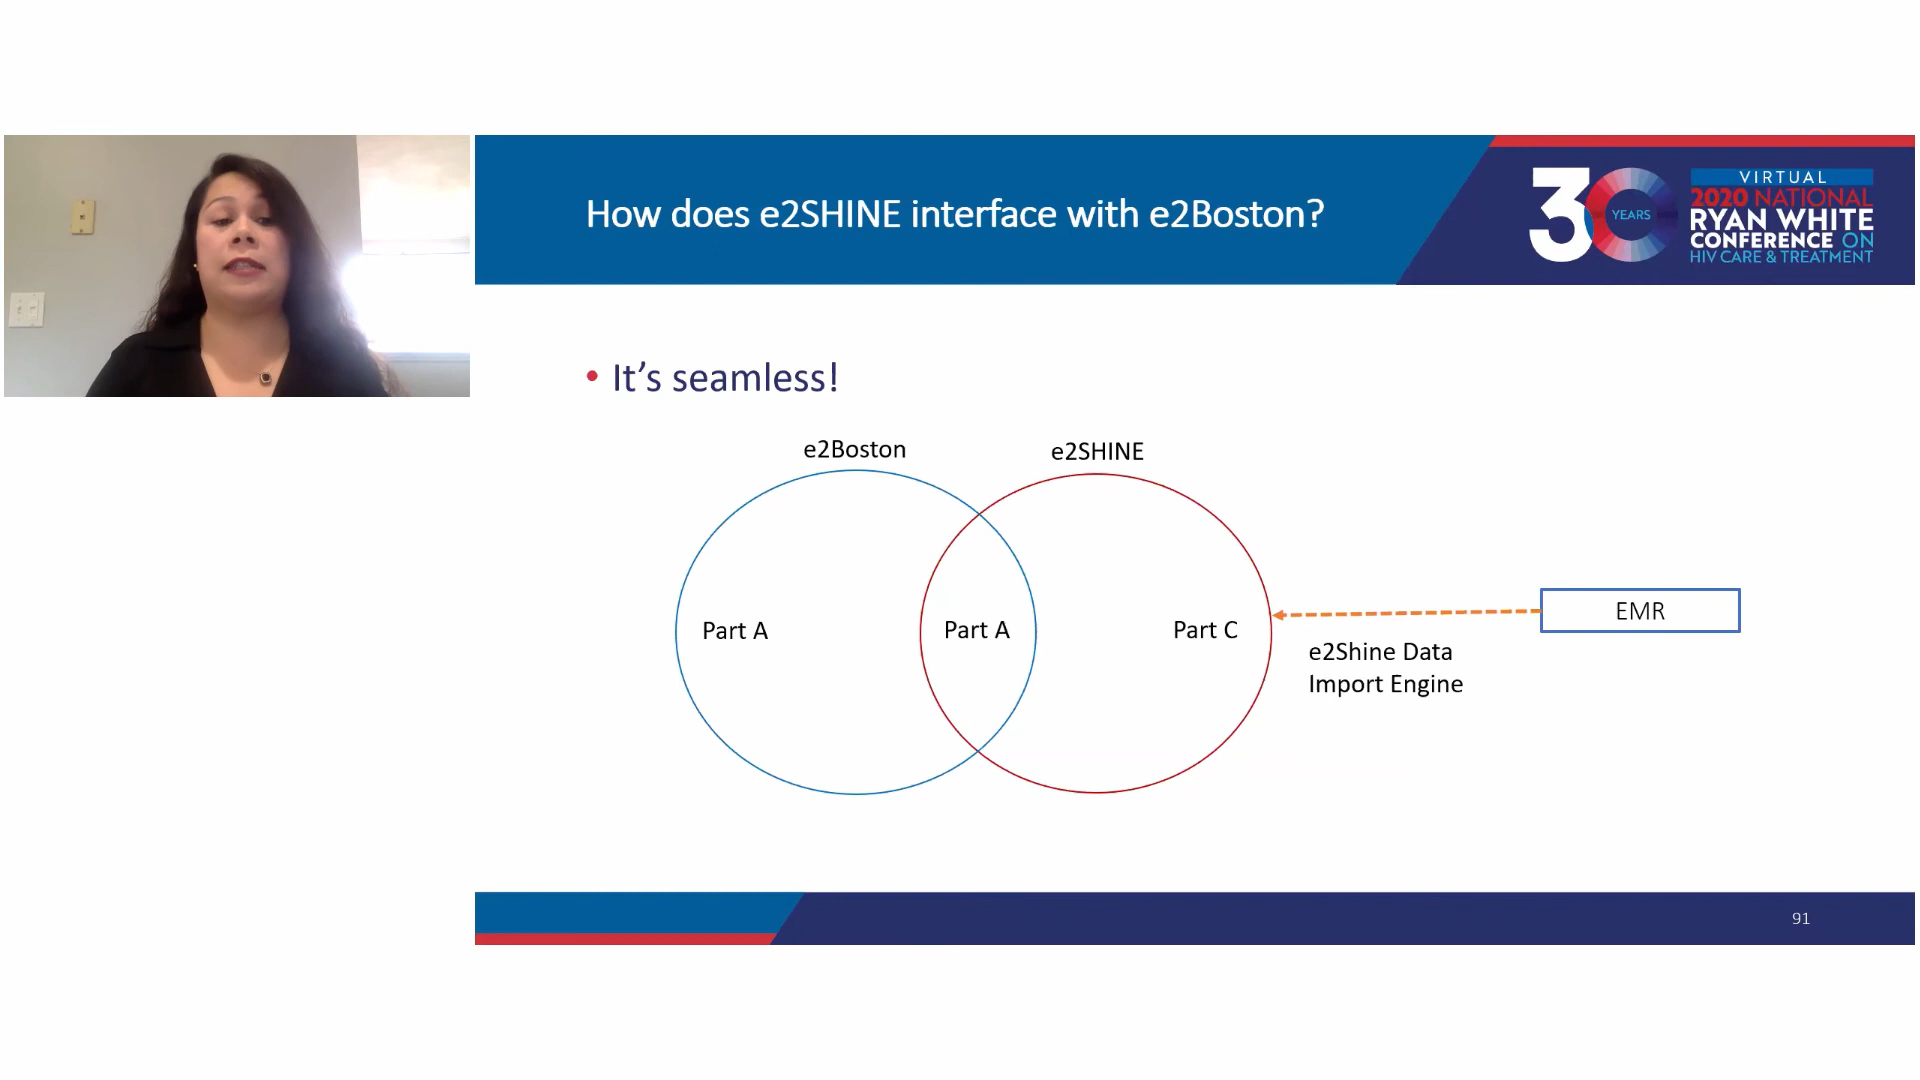 How does e2SHINE interface with e2Boston?
30
YEARS
VIRTUAL
2020 NATIONAL
RYAN WHITE
CONFERENCE ON
HIV CARE & TREATMENT
• It’s seamless!
e2Boston
e2SHINE
Part A
Part A
Part C
EMR
e2Shine Data
Import Engine
91